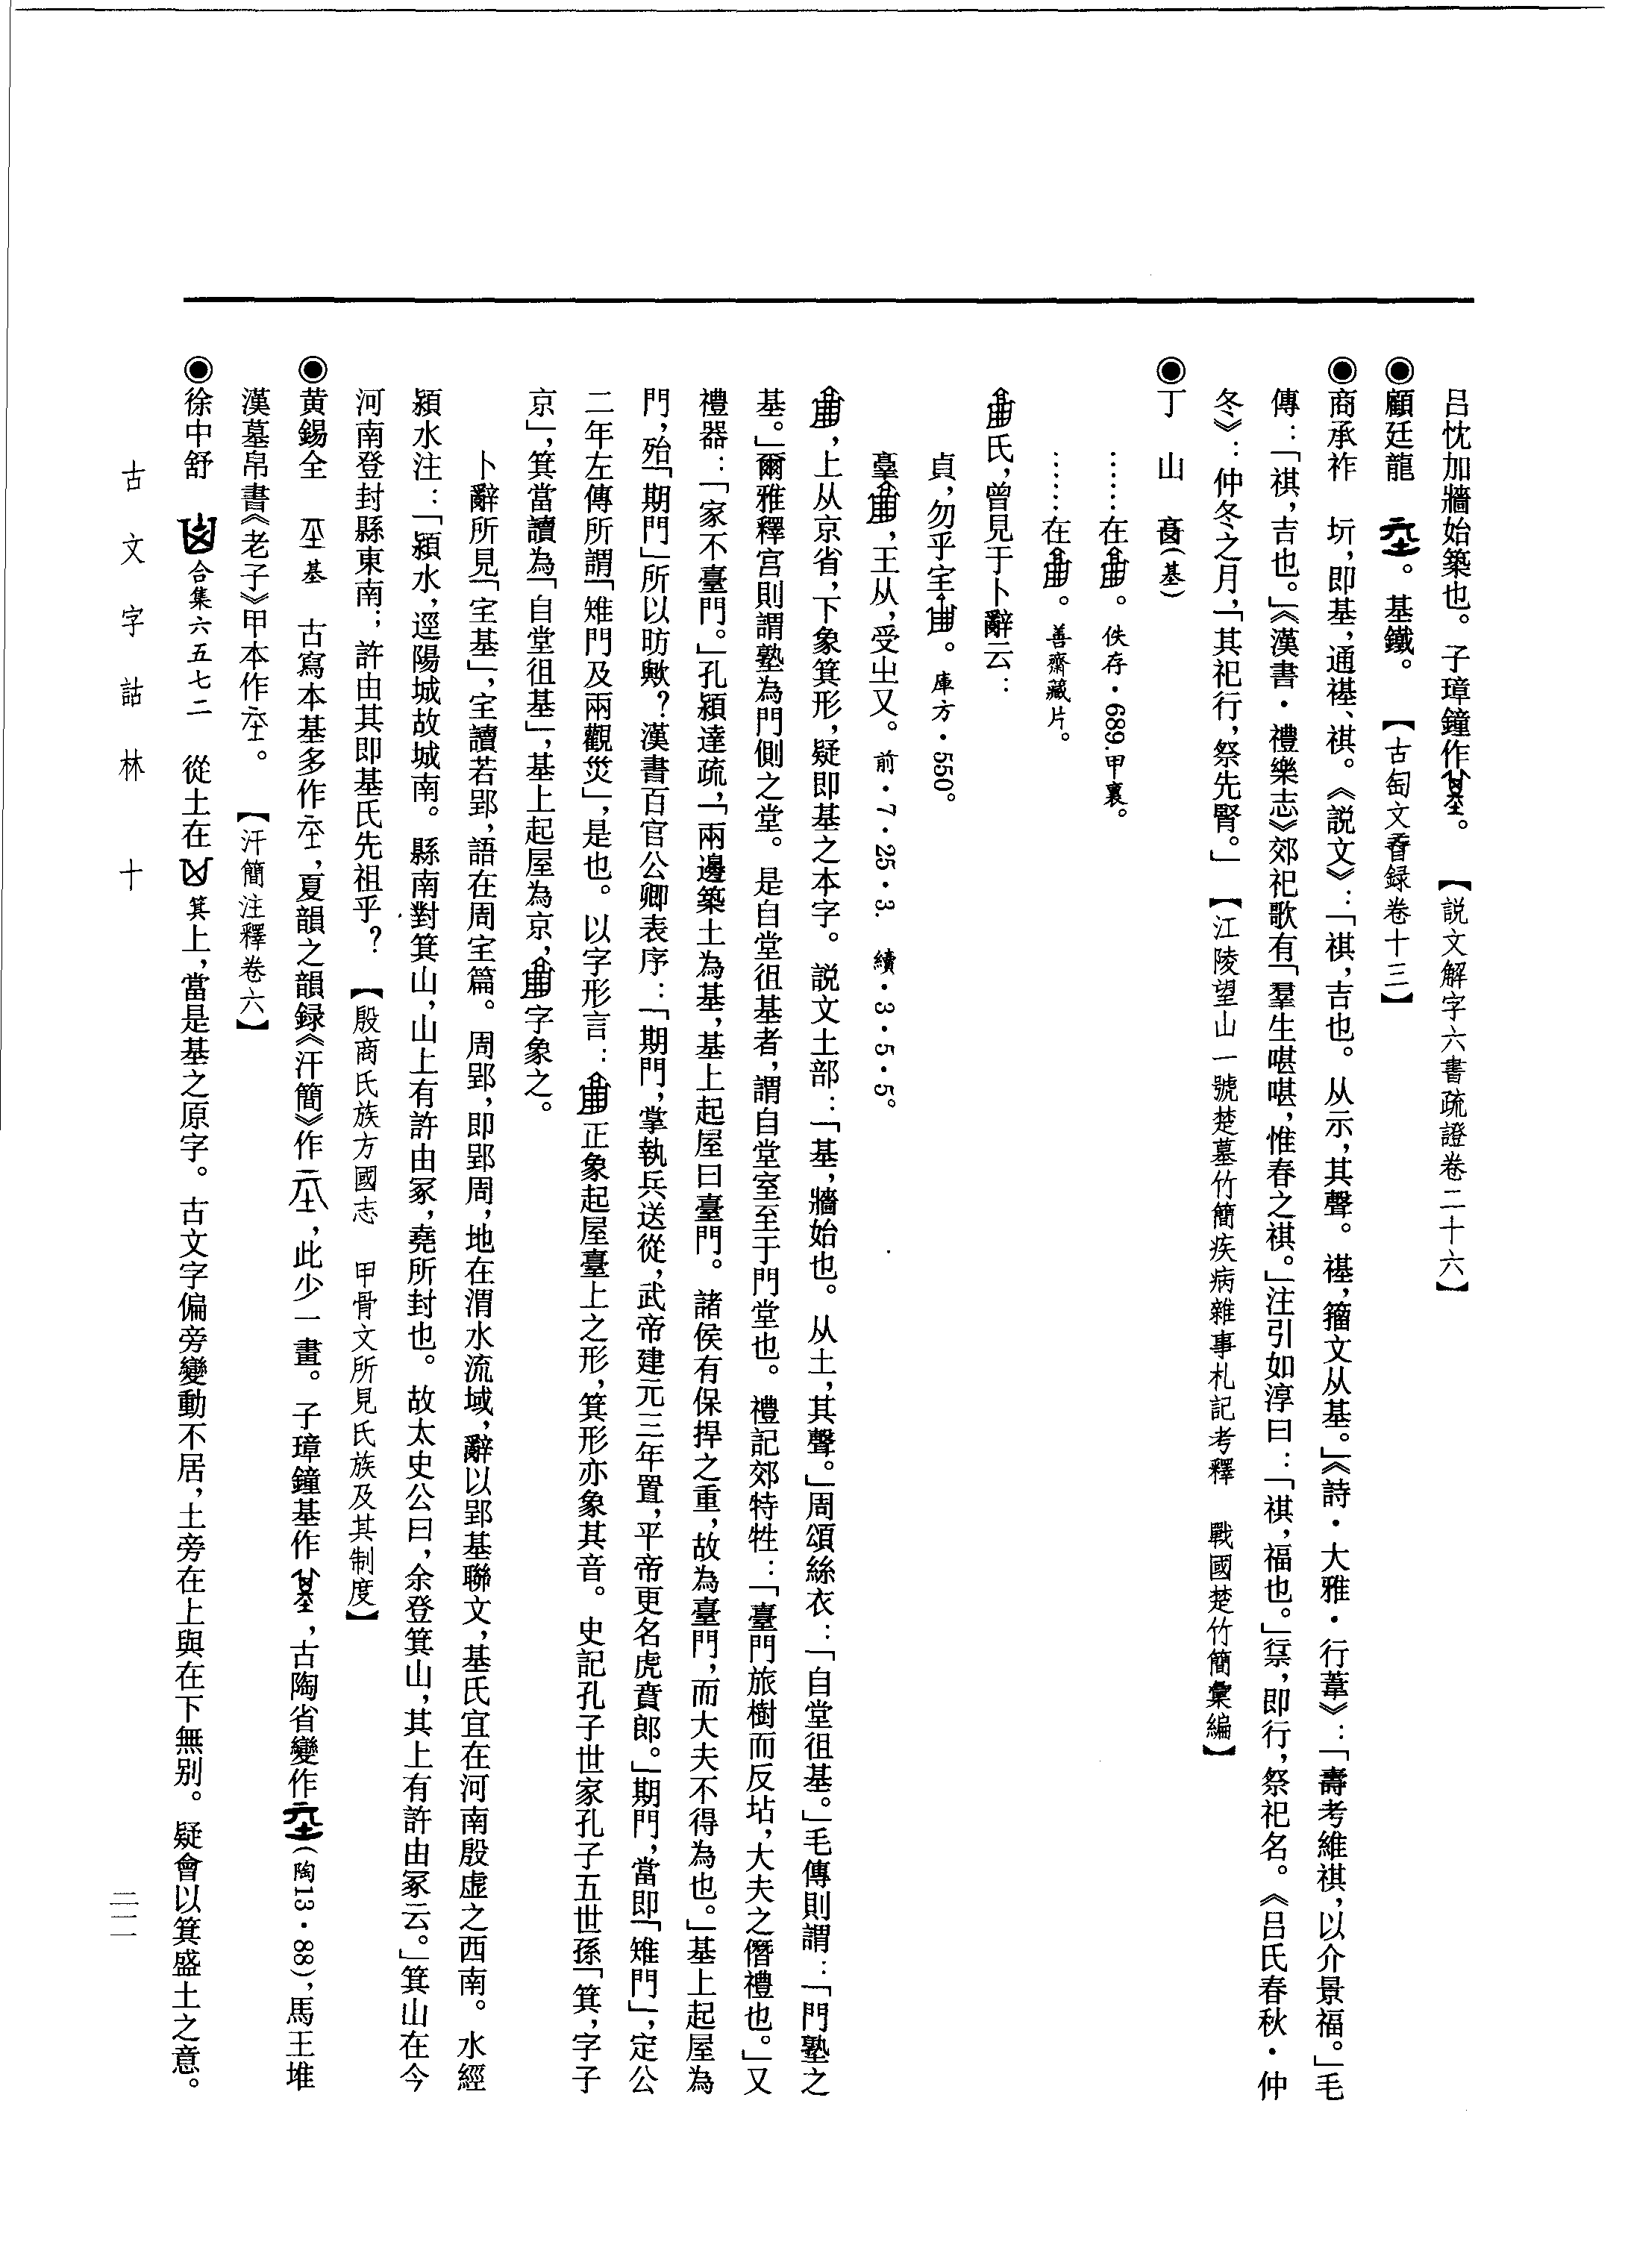 呂忱加牆始築也。子璋鐘作。　【説文解字六書疏證卷二十六】
◉顧廷龍　。基鐵。　【古匋文孴録卷十三】
◉商承祚　坧，即基，通禥、祺。《説文》：「祺，吉也。从示，其聲。禥，籀文从基。」《詩・大雅・行葦》：「壽考維祺，以介景福。」毛
傳：「祺，吉也。」《漢書・禮樂志》郊祀歌有「羣生啿啿，惟春之祺。」注引如淳曰：「祺，福也。」祭，即行，祭祀名。《吕氏春秋・仲
冬》：仲冬之月，「其祀行，祭先腎。」　【江陵望山一號楚墓竹簡疾病雜事札記考釋　戰國楚竹簡彙編】
◉丁　山　（基）
……在。佚存・689.甲裏。
……在。善齋藏片。
氏，曾見于卜辭云：
貞，勿乎宔。庫方・550。
臺，王从，受㞢又。前・7・25・3.　續・3・5・5。
，上从京省，下象箕形，疑即基之本字。説文土部：「基，牆始也。从土，其聲。」周頌絲衣：「自堂徂基。」毛傳則謂：「門塾之
基。」爾雅釋宫則謂塾為門側之堂。是自堂徂基者，謂自堂室至于門堂也。禮記郊特牲：「臺門旅樹而反坫，大夫之僭禮也。」又
禮器：「家不臺門。」孔潁達疏，「兩邊築土為基，基上起屋曰臺門。諸侯有保捍之重，故為臺門，而大夫不得為也。」基上起屋為
門，殆「期門」所以昉歟？漢書百官公卿表序：「期門，掌執兵送從，武帝建元三年置，平帝更名虎賁郎。」期門，當即「雉門」，定公
二年左傳所謂「雉門及兩觀災」，是也。以字形言：正象起屋臺上之形，箕形亦象其音。史記孔子世家孔子五世孫「箕，字子
京」，箕當讀為「自堂徂基」，基上起屋為京，字象之。
卜辭所見「宔基」，宔讀若郢，語在周宔篇。周郢，即郢周，地在渭水流域，辭以郢基聯文，基氏宜在河南殷虚之西南。水經
潁水注：「潁水，逕陽城故城南。縣南對箕山，山上有許由冢，堯所封也。故太史公曰，余登箕山，其上有許由冢云。」箕山在今
河南登封縣東南；許由其即基氏先祖乎？　【殷商氏族方國志　甲骨文所見氏族及其制度】
◉黄錫全　基　古寫本基多作，夏韻之韻録《汗簡》作，此少一畫。子璋鐘基作，古陶省變作（陶13・88），馬王堆
漢墓帛書《老子》甲本作。　【汗簡注釋卷六】
◉徐中舒　合集六五七二　從土在箕上，當是基之原字。古文字偏旁變動不居，土旁在上與在下無别。疑會以箕盛土之意。
古文字詁林　十
二一二